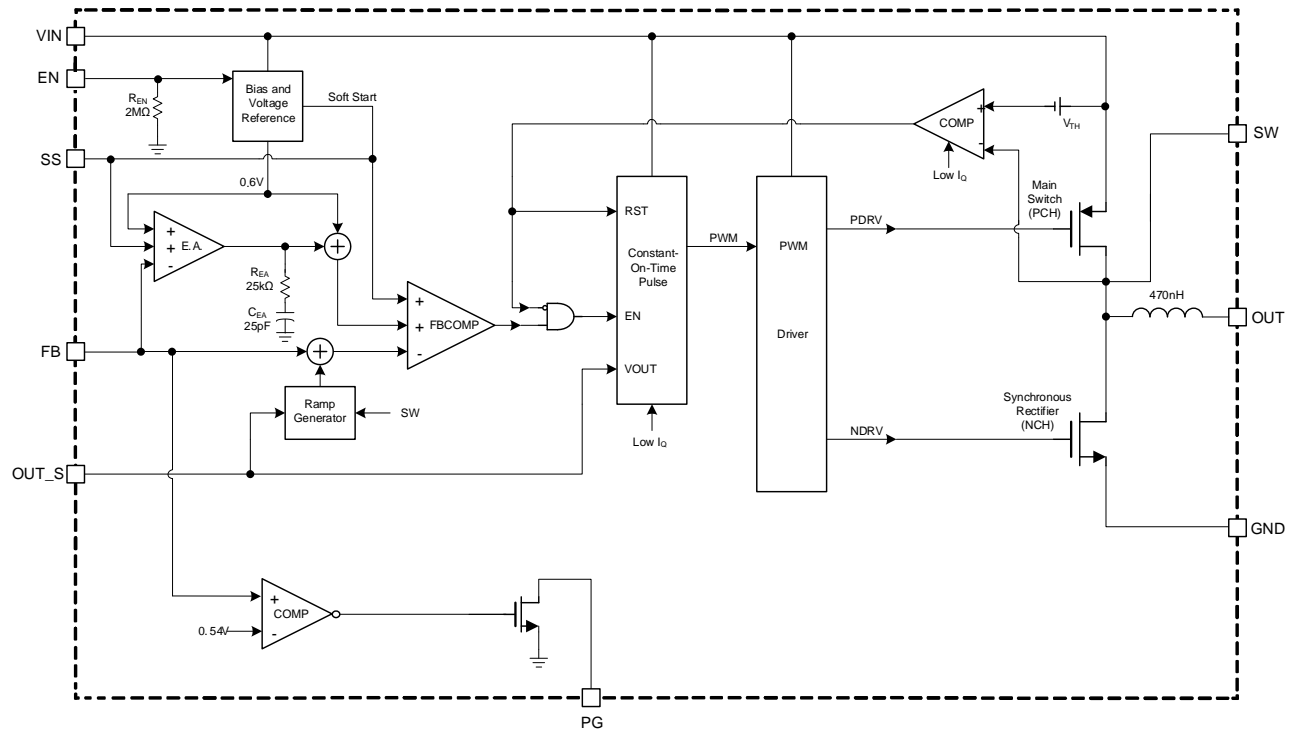 VIN
EN
R_EN
2MΩ
Bias and
Voltage
Reference
Soft Start
SS
0.6V
+
+
-
E.A.
+
R_EA
25kΩ
C_EA
25pF
+
+
-
FBCOMP
FB
+
Ramp
Generator
SW
OUT_S
RST
Constant-
On-Time
Pulse
EN
VOUT
Low I_Q
PWM
PWM
Driver
PDRV
NDRV
COMP
+
-
Low I_Q
V_TH
Main
Switch
(PCH)
SW
470nH
OUT
Synchronous
Rectifier
(NCH)
GND
+
COMP
-
0.54V
PG